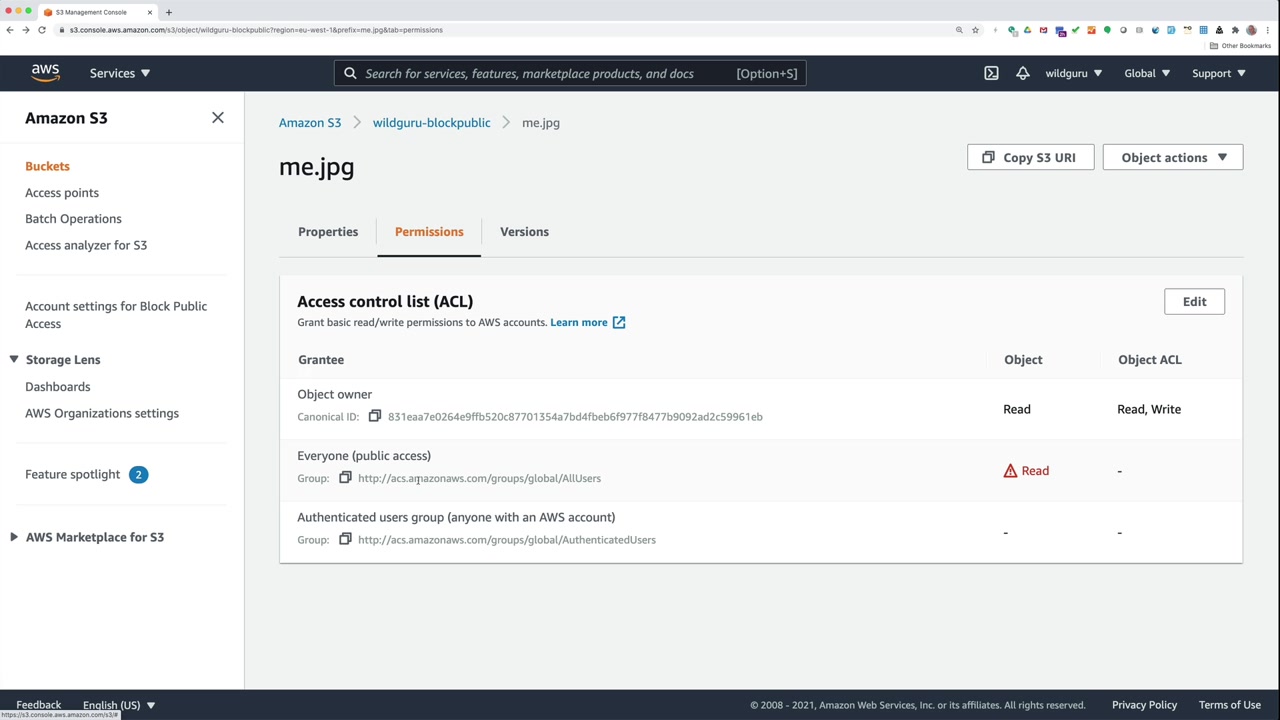 S3 Management Console
s3.console.aws.amazon.com/s3/object/wildguru-blockpublic?region=eu-west-1&prefix=me.jpg&tab=permissions
Other Bookmarks
aws Services Search for services, features, marketplace products, and docs [Option+S] wildguru Global Support
Amazon S3
Buckets
Access points
Batch Operations
Access analyzer for S3
Account settings for Block Public
Access
Storage Lens
Dashboards
AWS Organizations settings
Feature spotlight 2
AWS Marketplace for S3
Amazon S3 wildguru-blockpublic me.jpg
me.jpg
Copy S3 URI Object actions
Properties Permissions Versions
Access control list (ACL)
Edit
Grant basic read/write permissions to AWS accounts. Learn more
Grantee Object Object ACL
Object owner
Canonical ID: 831eaa7e0264e9ffb520c87701354a7bd4fbeb6f977f8477b9092ad2c59961eb
Read Read, Write
Everyone (public access)
Group: http://acs.amazonaws.com/groups/global/AllUsers
Read -
Authenticated users group (anyone with an AWS account)
Group: http://acs.amazonaws.com/groups/global/AuthenticatedUsers
- -
Feedback English (US) © 2008 - 2021, Amazon Web Services, Inc. or its affiliates. All rights reserved. Privacy Policy Terms of Use
https://s3.console.aws.amazon.com/s3/#